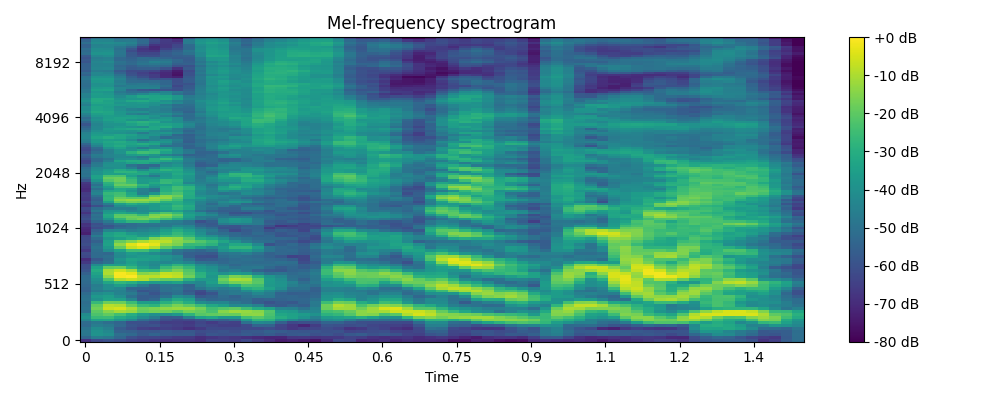 Mel-frequency spectrogram
Hz
8192
4096
2048
1024
512
0
0 0.15 0.3 0.45 0.6 0.75 0.9 1.1 1.2 1.4
Time
+0 dB
-10 dB
-20 dB
-30 dB
-40 dB
-50 dB
-60 dB
-70 dB
-80 dB